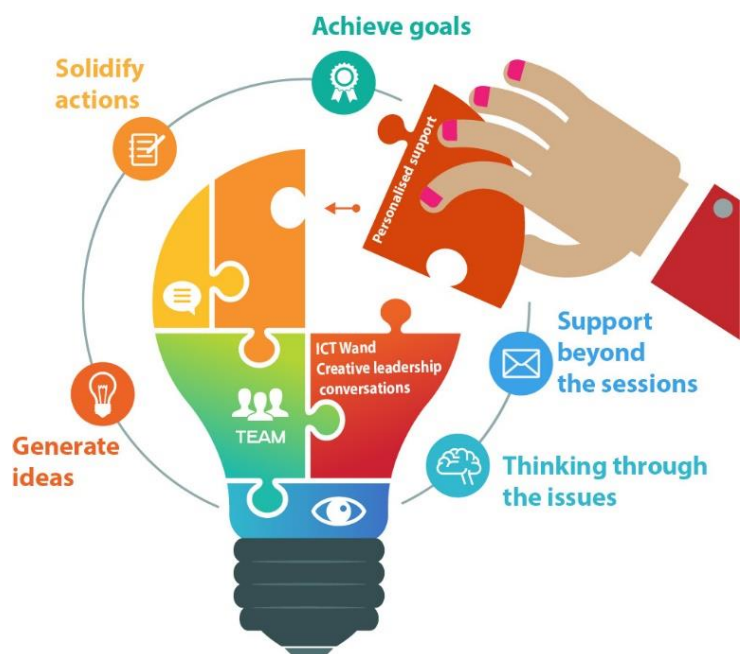 Achieve goals
Solidify
actions
Personalised support
Support
beyond
the sessions
ICT Wand
Creative leadership
conversations
TEAM
Generate
ideas
Thinking through
the issues